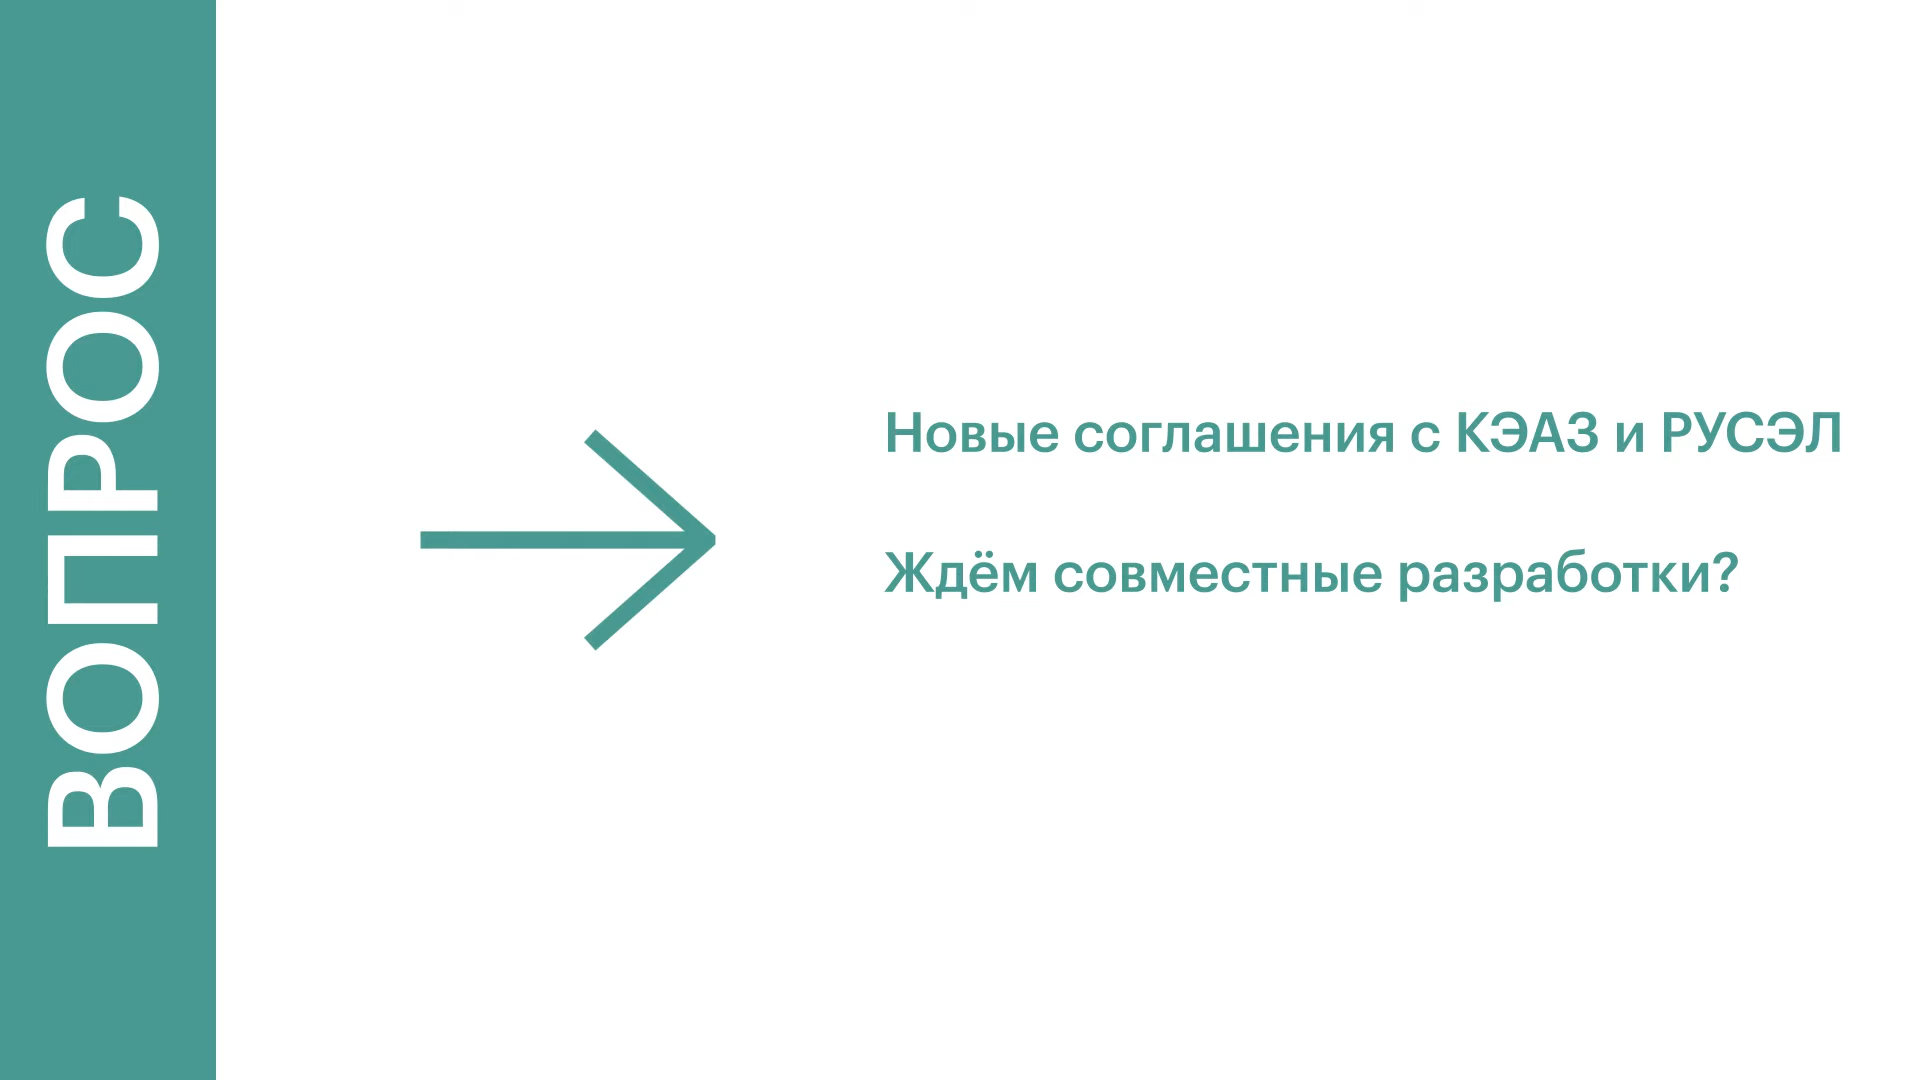 ВОПРОС
Новые соглашения с КЭАЗ и РУСЭЛ
Ждём совместные разработки?